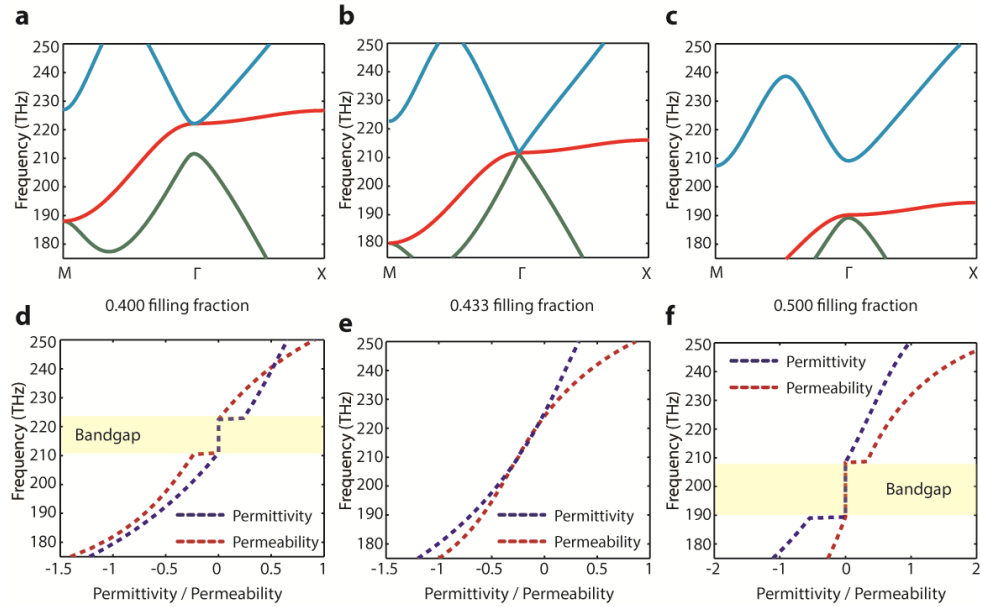 a
b
c
Frequency (THz)
250
240
230
220
210
200
190
180
M
Γ
X
Frequency (THz)
250
240
230
220
210
200
190
180
M
Γ
X
Frequency (THz)
250
240
230
220
210
200
190
180
M
Γ
X
0.400 filling fraction
0.433 filling fraction
0.500 filling fraction
d
e
f
Frequency (THz)
250
240
230
220
210
200
190
180
Bandgap
Permittivity
Permeability
-1.5
-1
-0.5
0
0.5
1
Permittivity / Permeability
Frequency (THz)
250
240
230
220
210
200
190
180
Permittivity
Permeability
-1.5
-1
-0.5
0
0.5
1
Permittivity / Permeability
Frequency (THz)
250
240
230
220
210
200
190
180
Permittivity
Permeability
Bandgap
-2
-1
0
1
2
Permittivity / Permeability